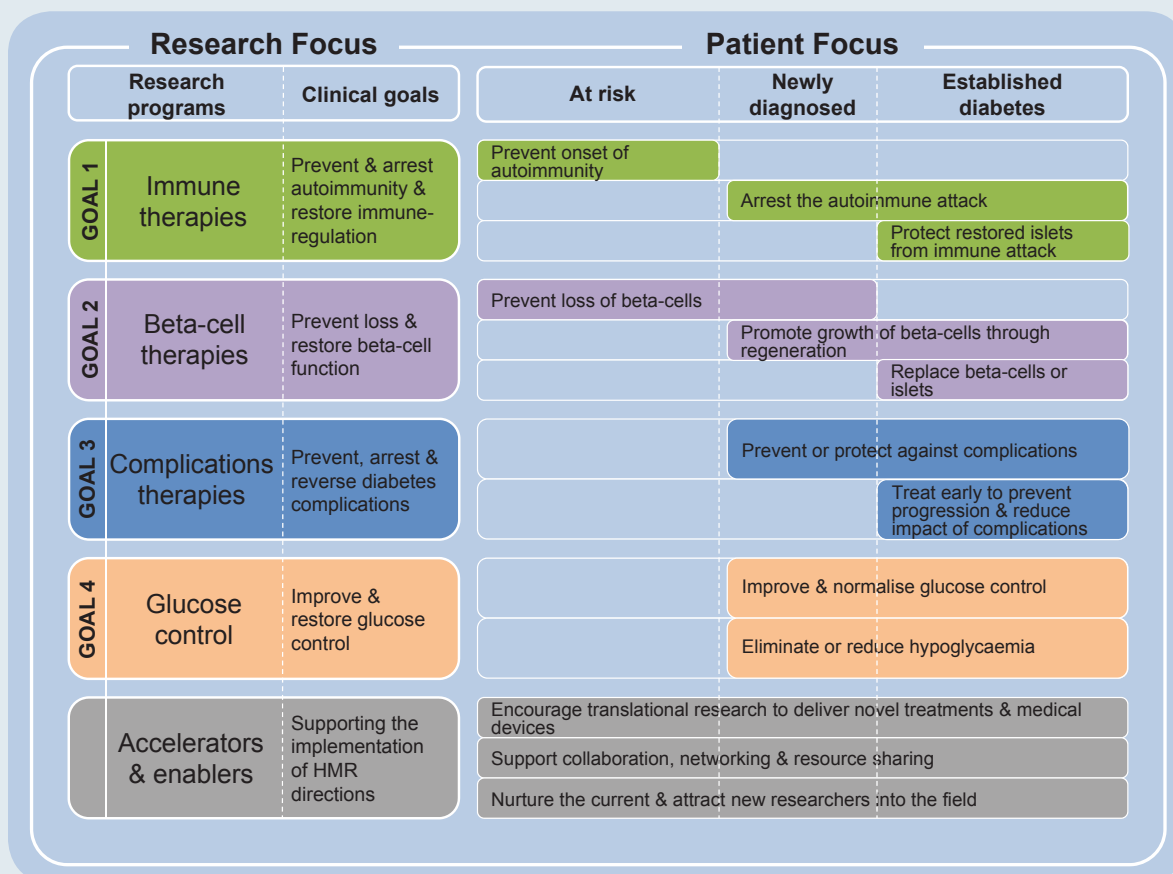 Research Focus
Patient Focus
Research
programs
Clinical goals
At risk
Newly
diagnosed
Established
diabetes
GOAL 1
Immune
therapies
Prevent & arrest
autoimmunity &
restore immune-
regulation
Prevent onset of
autoimmunity
Arrest the autoimmune attack
Protect restored islets
from immune attack
GOAL 2
Beta-cell
therapies
Prevent loss &
restore beta-cell
function
Prevent loss of beta-cells
Promote growth of beta-cells through
regeneration
Replace beta-cells or
islets
GOAL 3
Complications
therapies
Prevent, arrest &
reverse diabetes
complications
Prevent or protect against complications
Treat early to prevent
progression & reduce
impact of complications
GOAL 4
Glucose
control
Improve &
restore glucose
control
Improve & normalise glucose control
Eliminate or reduce hypoglycaemia
Accelerators
& enablers
Supporting the
implementation
of HMR
directions
Encourage translational research to deliver novel treatments & medical
devices
Support collaboration, networking & resource sharing
Nurture the current & attract new researchers into the field